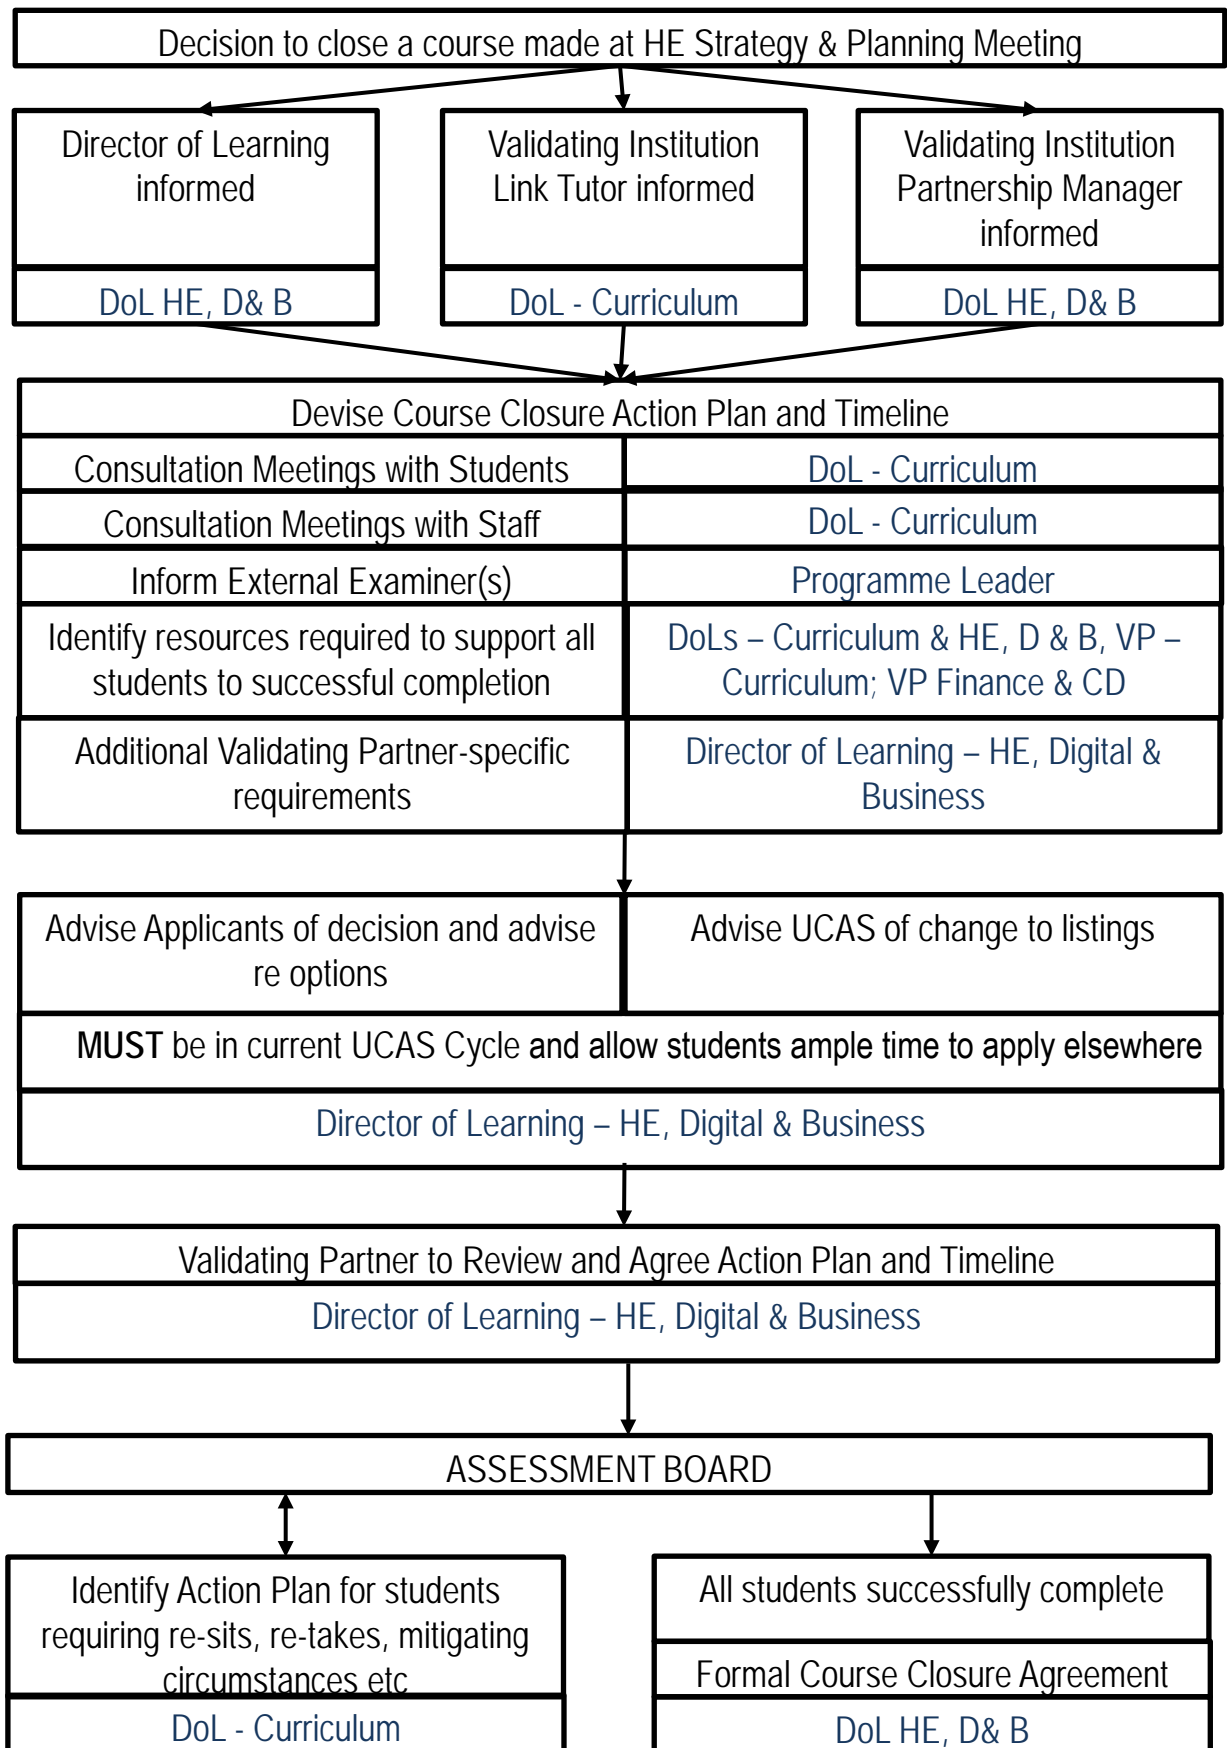 Decision to close a course made at HE Strategy & Planning Meeting
Director of Learning
informed
DoL HE, D& B
Validating Institution
Link Tutor informed
DoL - Curriculum
Validating Institution
Partnership Manager
informed
DoL HE, D& B
Devise Course Closure Action Plan and Timeline
Consultation Meetings with Students
DoL - Curriculum
Consultation Meetings with Staff
DoL - Curriculum
Inform External Examiner(s)
Programme Leader
Identify resources required to support all
students to successful completion
DoLs – Curriculum & HE, D & B, VP –
Curriculum; VP Finance & CD
Additional Validating Partner-specific
requirements
Director of Learning – HE, Digital &
Business
Advise Applicants of decision and advise
re options
Advise UCAS of change to listings
MUST be in current UCAS Cycle and allow students ample time to apply elsewhere
Director of Learning – HE, Digital & Business
Validating Partner to Review and Agree Action Plan and Timeline
Director of Learning – HE, Digital & Business
ASSESSMENT BOARD
Identify Action Plan for students
requiring re-sits, re-takes, mitigating
circumstances etc
DoL - Curriculum
All students successfully complete
Formal Course Closure Agreement
DoL HE, D& B